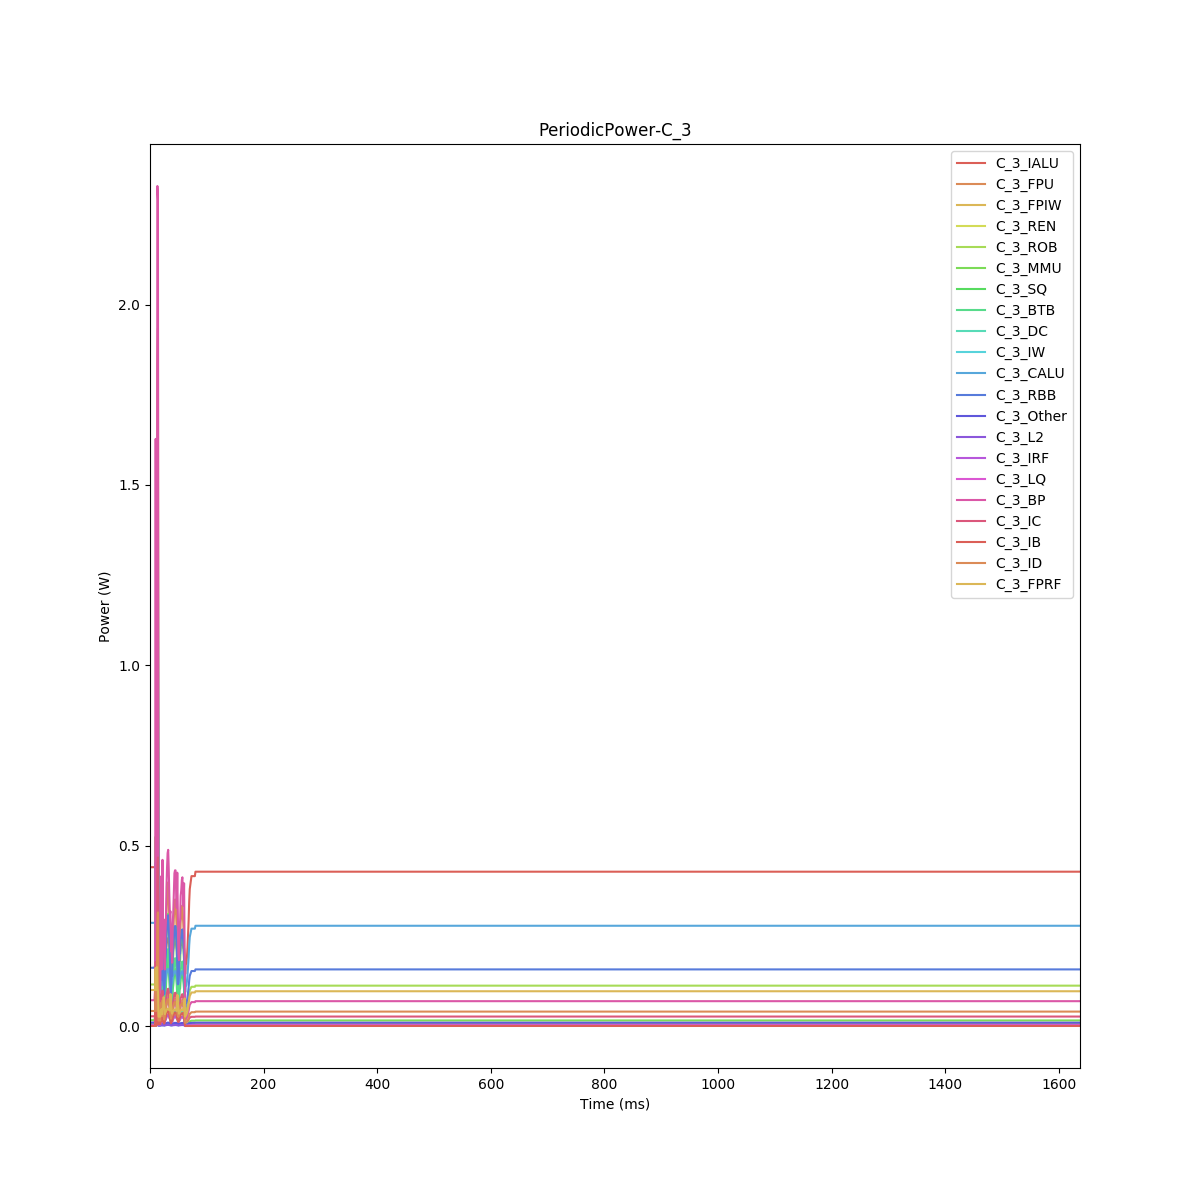 PeriodicPower-C_3
C_3_IALU
C_3_FPU
C_3_FPIW
C_3_REN
C_3_ROB
C_3_MMU
C_3_SQ
C_3_BTB
C_3_DC
C_3_IW
C_3_CALU
C_3_RBB
C_3_Other
C_3_L2
C_3_IRF
C_3_LQ
C_3_BP
C_3_IC
C_3_IB
C_3_ID
C_3_FPRF
2.0
1.5
1.0
0.5
0.0
Power (W)
0 200 400 600 800 1000 1200 1400 1600
Time (ms)